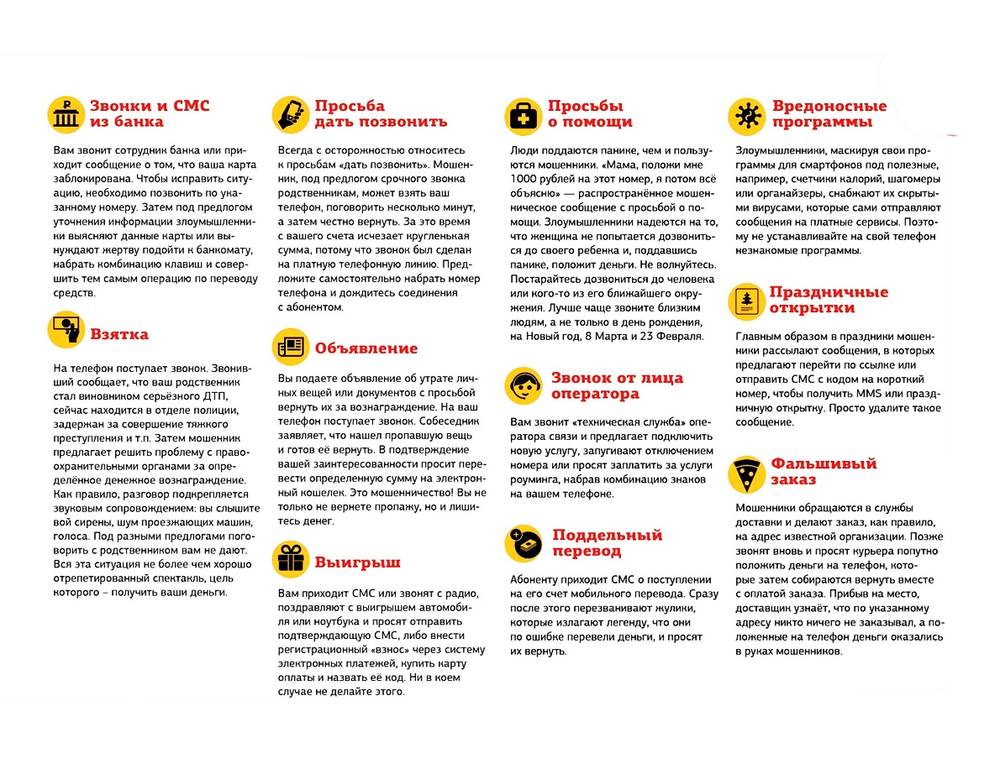 Звонки и СМС
из банка
Вам звонит сотрудник банка или при-
ходит сообщение о том, что ваша карта
заблокирована. Чтобы исправить ситу-
ацию, необходимо позвонить по ука-
занному номеру. Затем под предлогом
уточнения информации злоумышленни-
ки выясняют данные карты или вы-
нуждают жертву подойти к банкомату,
набрать комбинацию клавиш и совер-
шить тем самым операцию по переводу
средств.
Взятка
На телефон поступает звонок. Звонив-
ший сообщает, что ваш родственник
стал виновником серьёзного ДТП,
сейчас находится в отделе полиции,
задержан за совершение тяжкого
преступления и т.п. Затем мошенник
предлагает решить проблему с право-
охранительными органами за опре-
делённое денежное вознаграждение.
Как правило, разговор подкрепляется
звуковым сопровождением: вы слышите
вой сирены, шум проезжающих машин,
голоса. Под разными предлогами пого-
ворить с родственником вам не дают.
Вся эта ситуация не более чем хорошо
отрепетированный спектакль, цель
которого – получить ваши деньги.
Просьба
дать позвонить
Всегда с осторожностью относитесь
к просьбам «дать позвонить». Мошен-
ник, под предлогом срочного звонка
родственникам, может взять ваш
телефон, поговорить несколько минут,
а затем честно вернуть. За это время
с вашего счета исчезает кругленькая
сумма, потому что звонок был сделан
на платную телефонную линию. Пред-
ложите самостоятельно набрать номер
телефона и дождитесь соединения
с абонентом.
Объявление
Вы подаете объявление об утрате лич-
ных вещей или документов с просьбой
вернуть их за вознаграждение. На ваш
телефон поступает звонок. Собеседник
заявляет, что нашел пропавшую вещь
и готов её вернуть. В подтверждение
вашей заинтересованности просит пере-
вести определенную сумму на электрон-
ный кошелек. Это мошенничество! Вы не
только не вернете пропажу, но и лиши-
тесь денег.
Выигрыш
Вам приходит СМС или звонят с радио,
поздравляют с выигрышем автомоби-
ля или ноутбука и просят отправить
подтверждающую СМС, либо внести
регистрационный «взнос» через систему
электронных платежей, купить карту
оплаты и назвать её код. Ни в коем
случае не делайте этого.
Просьбы
о помощи
Люди поддаются панике, чем и пользу-
ются мошенники. «Мама, положи мне
1000 рублей на этот номер, я потом всё
объясню» — распространённое мошен-
ническое сообщение с просьбой о по-
мощи. Злоумышленники надеются на то,
что женщина не попытается дозвонить-
ся до своего ребенка и, поддавшись
панике, положит деньги. Не волнуйтесь.
Постарайтесь дозвониться до человека
или кого-то из его ближайшего окру-
жения. Лучше чаще звоните близким
людям, а не только в день рождения,
на Новый год, 8 Марта и 23 Февраля.
Звонок от лица
оператора
Вам звонит «техническая служба» опе-
ратора связи и предлагает подключить
новую услугу, запугивают отключением
номера или просят заплатить за услуги
роуминга, набрав комбинацию знаков
на вашем телефоне.
Поддельный
перевод
Абоненту приходит СМС о поступлении
на его счет мобильного перевода. Сразу
после этого перезванивают жулики,
которые излагают легенду, что они
по ошибке перевели деньги, и просят
их вернуть.
Вредоносные
программы
Злоумышленники, маскируя свои про-
граммы для смартфонов под полезные,
например, счетчики калорий, шагомеры
или органайзеры, снабжают их скрыты-
ми вирусами, которые сами отправляют
сообщения на платные сервисы. Поэто-
му не устанавливайте на свой телефон
незнакомые программы.
Праздничные
открытки
Главным образом в праздники мошен-
ники рассылают сообщения, в которых
предлагают перейти по ссылке или
отправить СМС с кодом на короткий
номер, чтобы получить MMS или празд-
ничную открытку. Просто удалите такое
сообщение.
Фальшивый
заказ
Мошенники обращаются в службы
доставки и делают заказ, как правило,
на адрес известной организации. Позже
звонят вновь и просят курьера попутно
положить деньги на телефон, кото-
рые затем собираются вернуть вместе
с оплатой заказа. Прибыв на место,
доставщик узнаёт, что по указанному
адресу никто ничего не заказывал, а по-
ложенные на телефон деньги оказались
в руках мошенников.